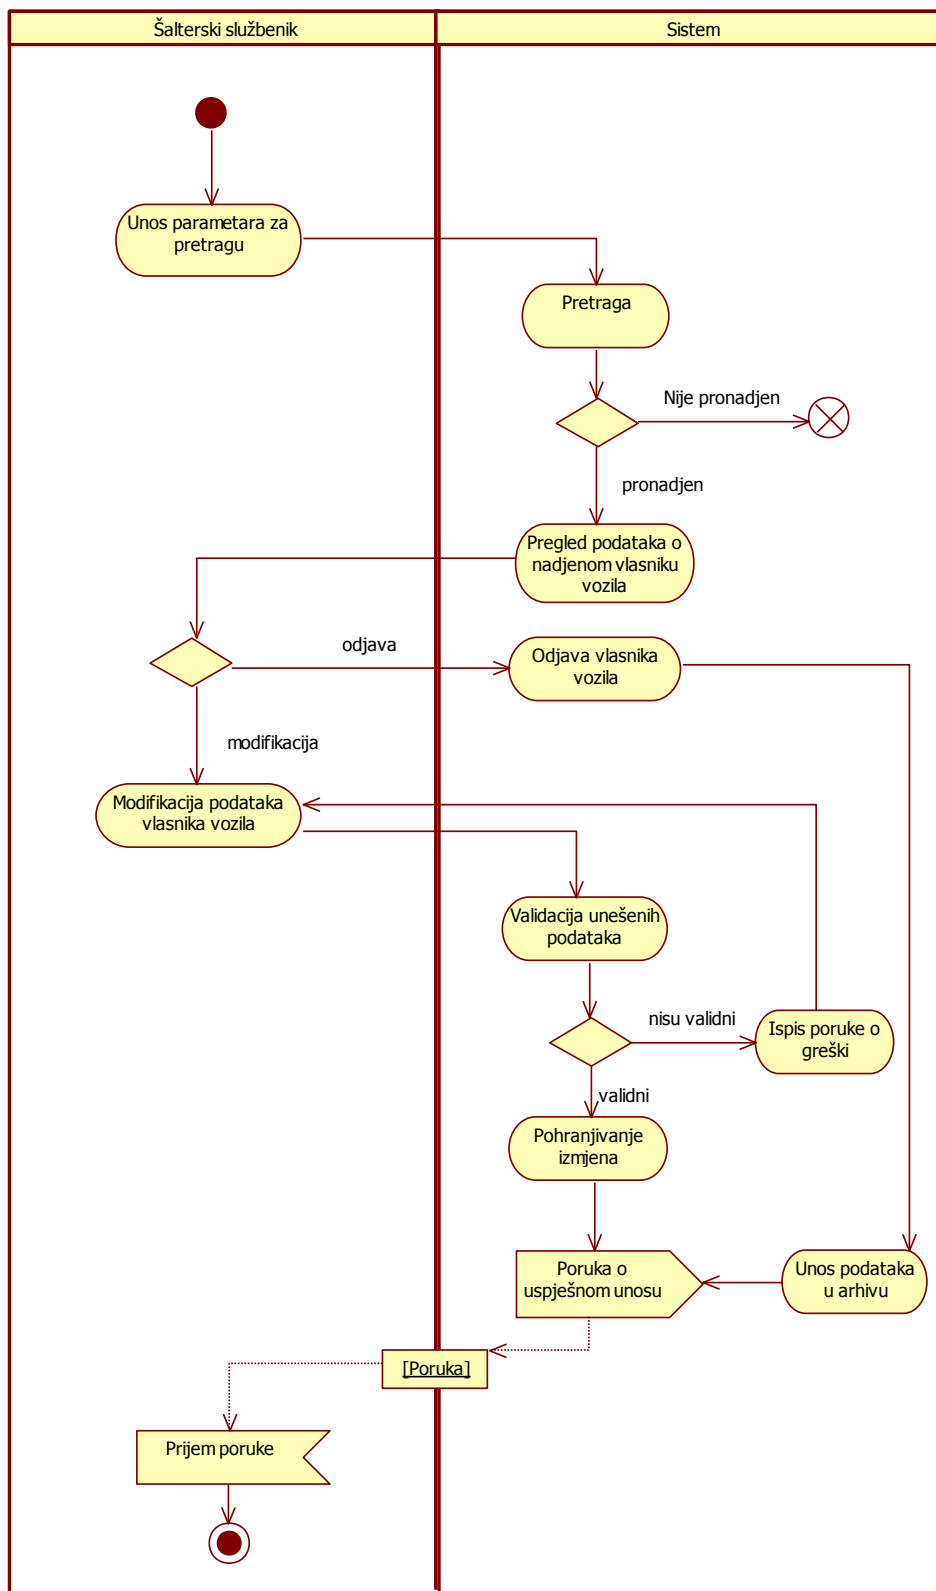 Šalterski službenik
Sistem
Unos parametara za
pretragu
Pretraga
Nije pronadjen
pronadjen
Pregled podataka o
nadjenom vlasniku
vozila
odjava
Odjava vlasnika
vozila
modifikacija
Modifikacija podataka
vlasnika vozila
Validacija unešenih
podataka
nisu validni
Ispis poruke o
greški
validni
Pohranjivanje
izmjena
Poruka o
uspješnom unosu
Unos podataka
u arhivu
[Poruka]
Prijem poruke